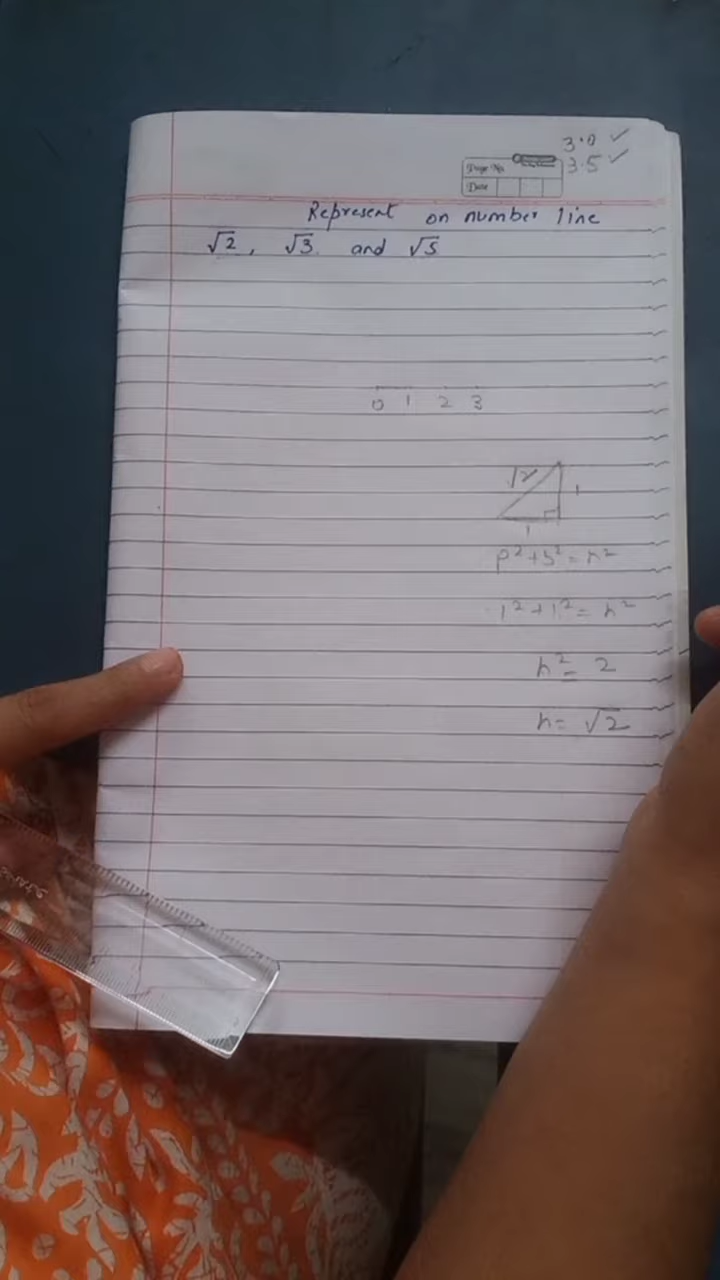 3.0 ✓
3.5 ✓
Page No.
Date
Represent on number line
√2, √3 and √5
0 1 2 3
√2
1
1
p²+b²=h²
1²+1²=h²
h²=2
h=√2